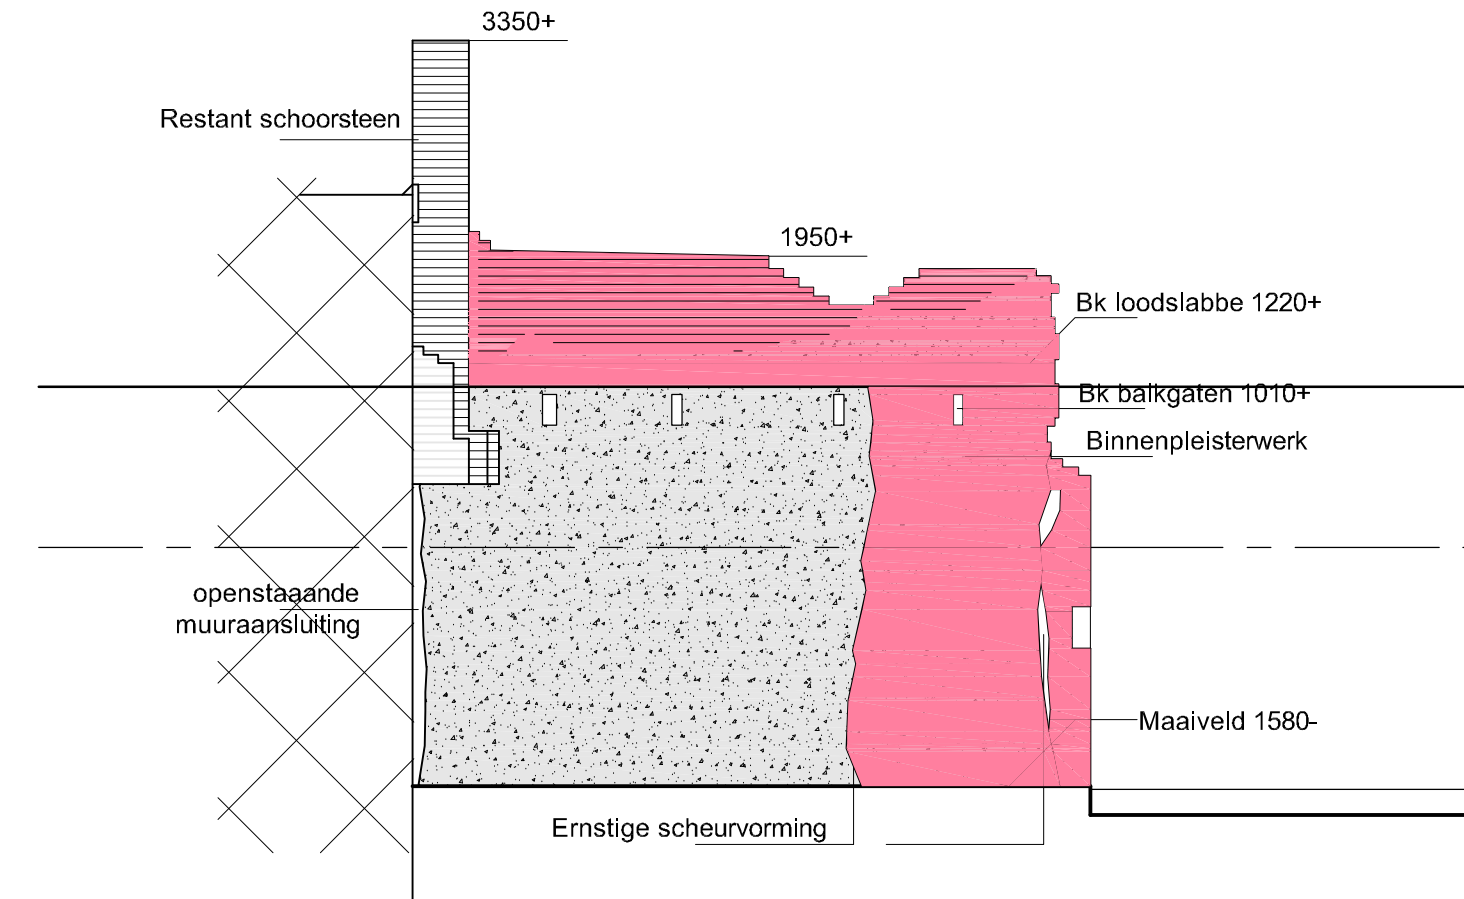 3350+
Restant schoorsteen
1950+
Bk loodslabbe 1220+
Bk balkgaten 1010+
Binnenpleisterwerk
openstaaande
muuraansluiting
Maaiveld 1580-
Ernstige scheurvorming